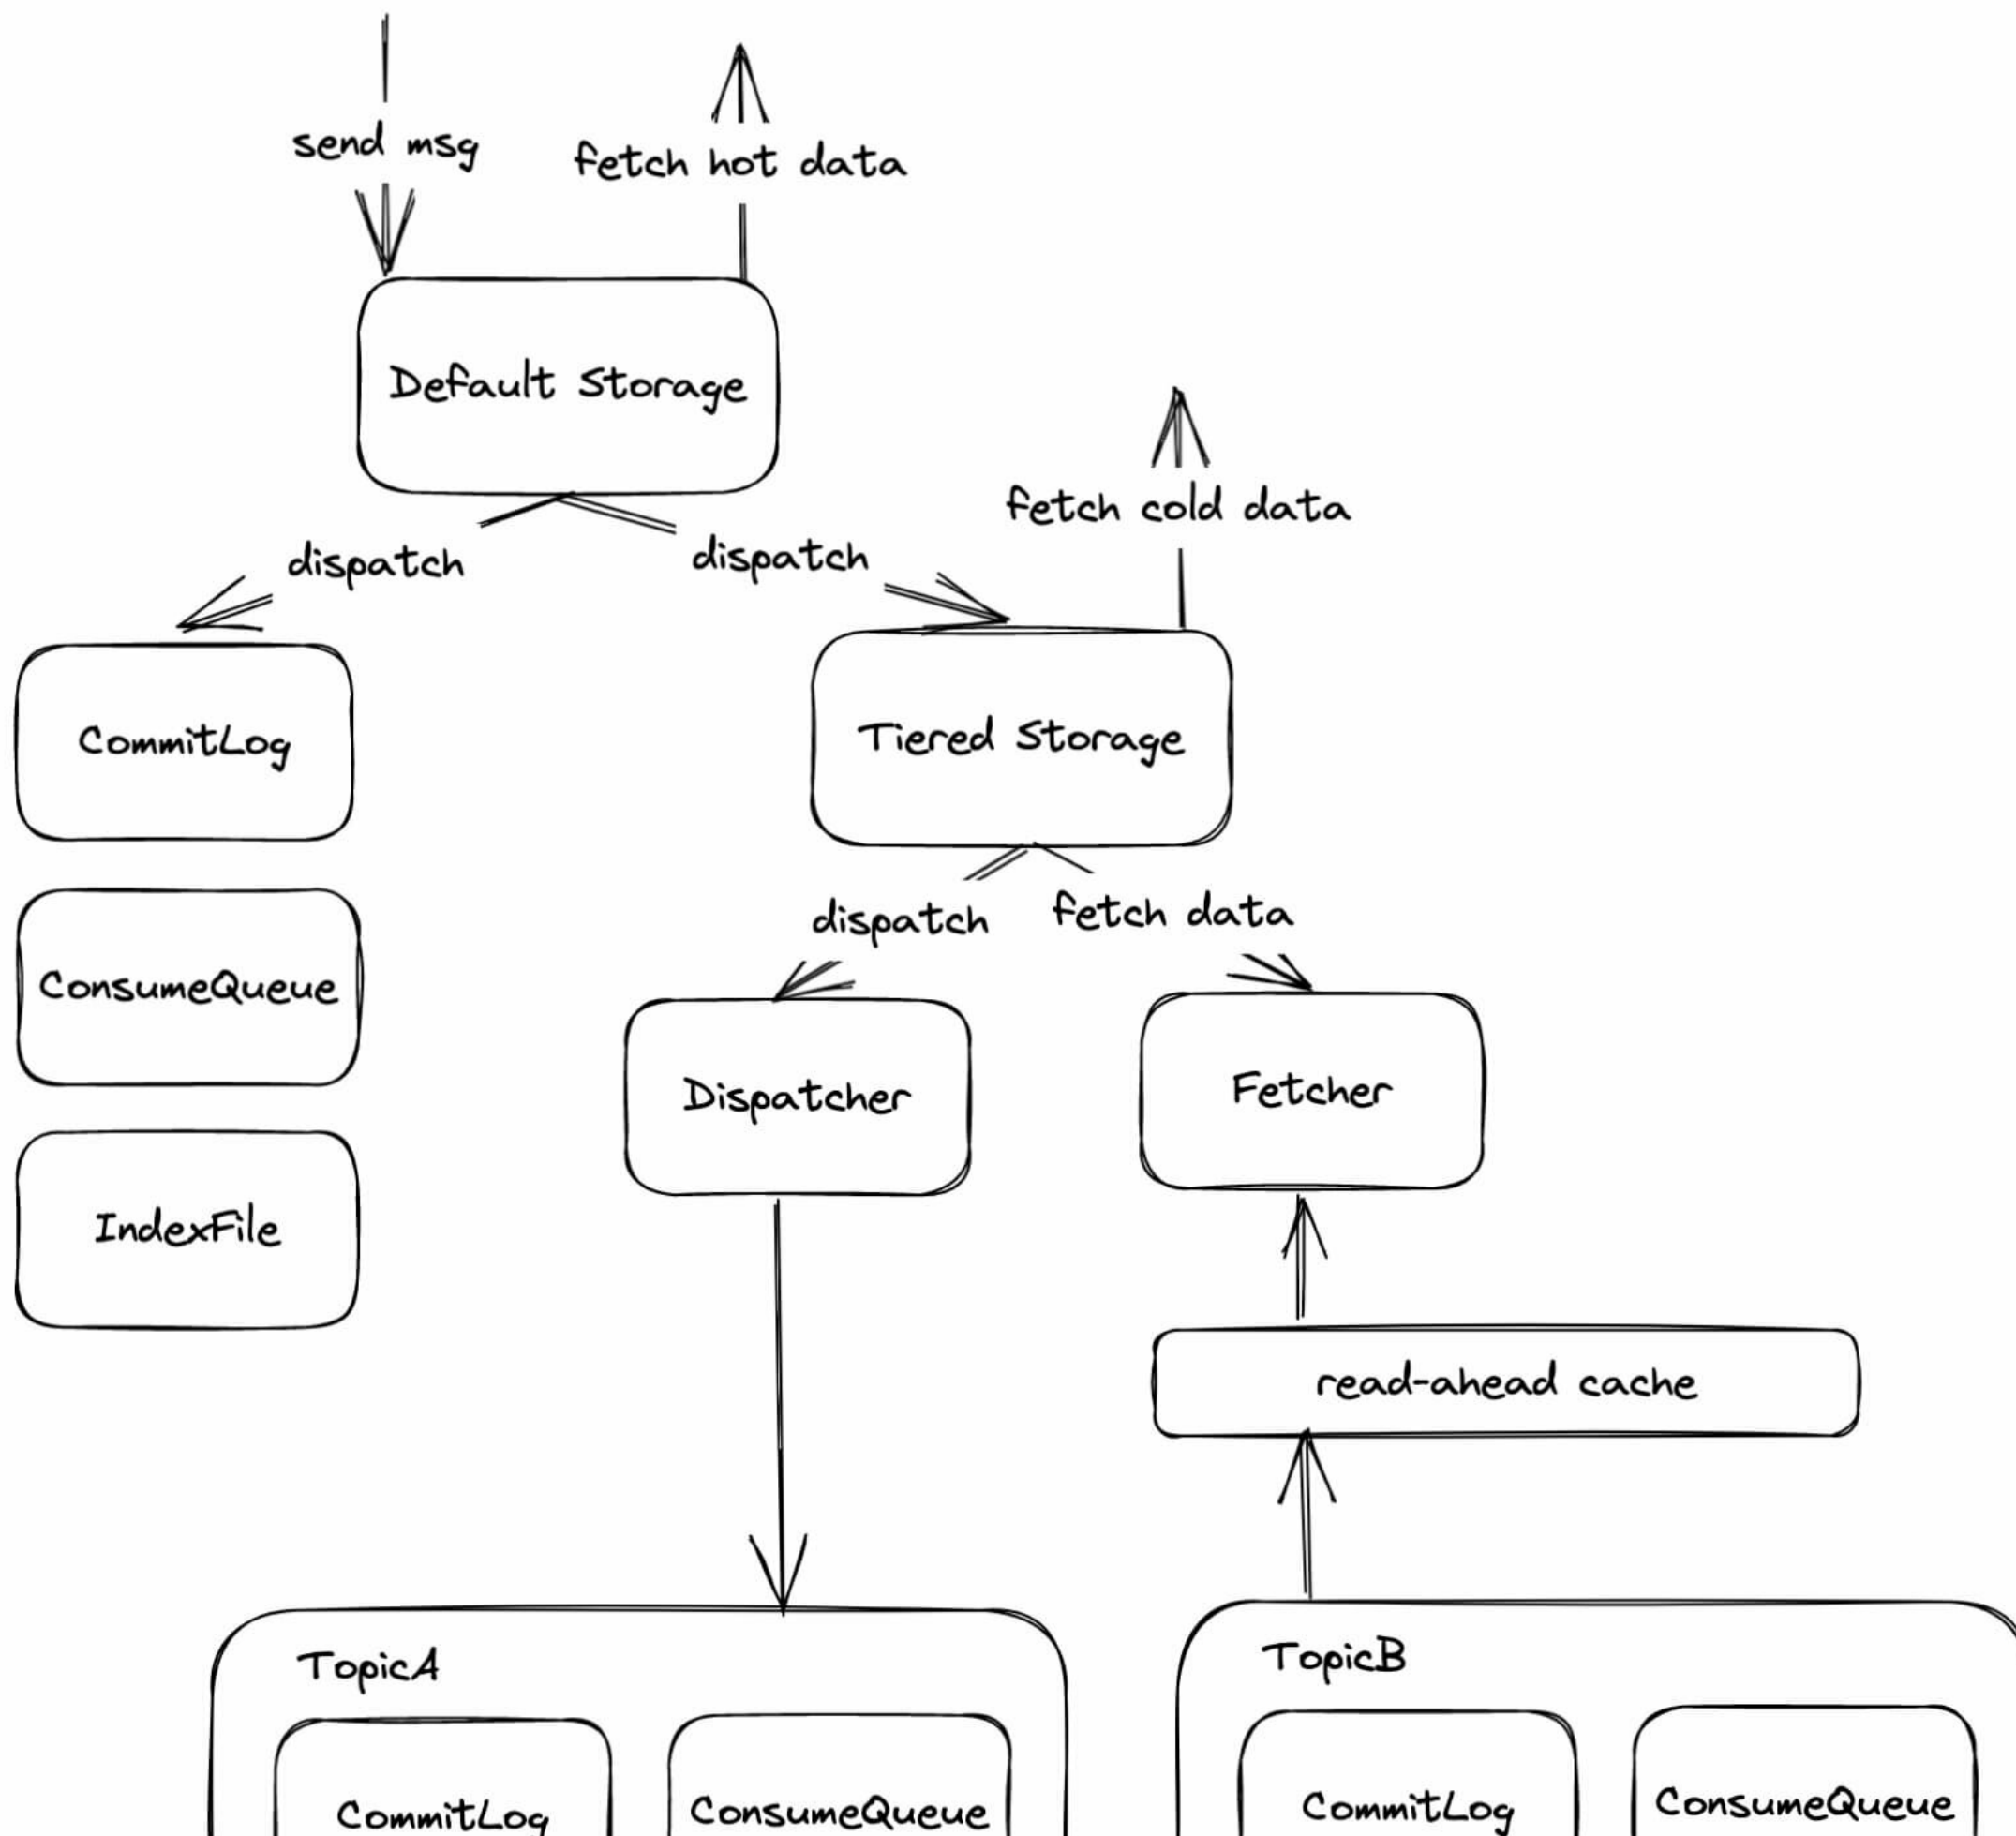 send msg
fetch hot data
Default Storage
fetch cold data
dispatch
dispatch
CommitLog
Tiered Storage
dispatch
fetch data
ConsumeQueue
Dispatcher
Fetcher
IndexFile
read-ahead cache
TopicA
TopicB
CommitLog
ConsumeQueue
CommitLog
ConsumeQueue